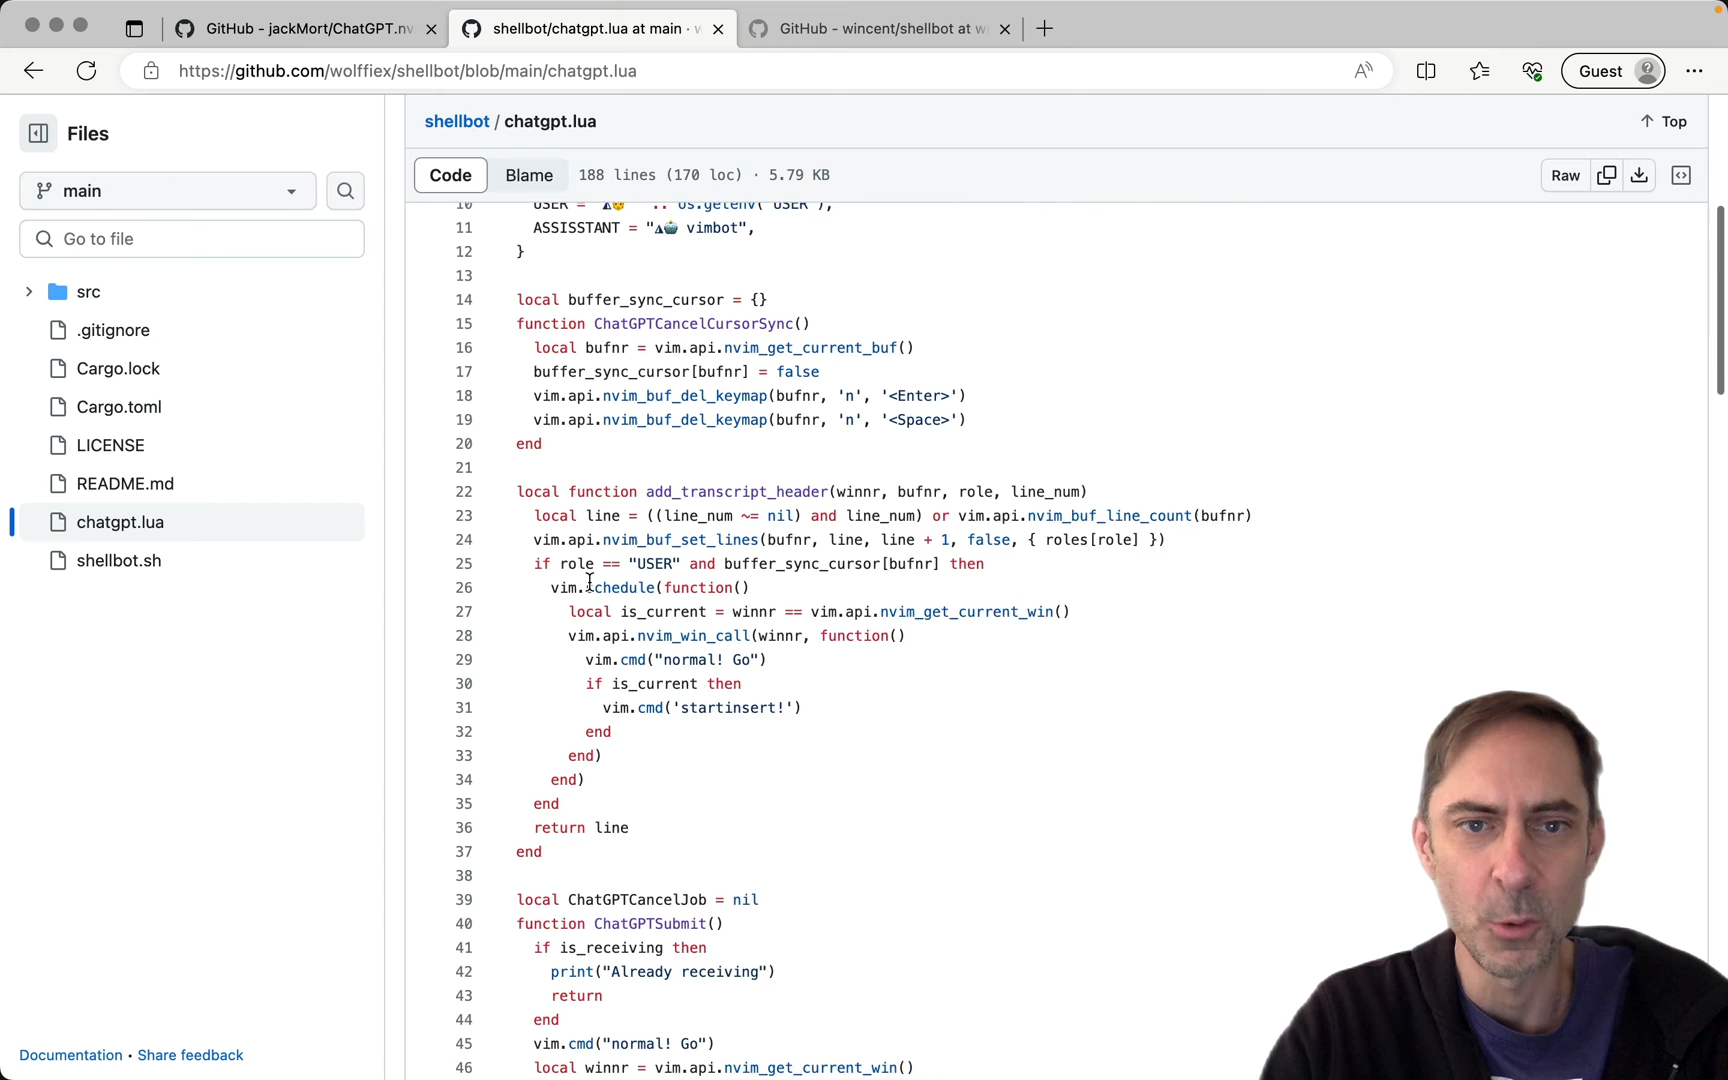 GitHub - jackMort/ChatGPT.nv
shellbot/chatgpt.lua at main · w
GitHub - wincent/shellbot at w
https://github.com/wolffiex/shellbot/blob/main/chatgpt.lua
Guest
Files
main
Go to file
src
.gitignore
Cargo.lock
Cargo.toml
LICENSE
README.md
chatgpt.lua
shellbot.sh
Documentation • Share feedback
shellbot / chatgpt.lua
Top
Code Blame 188 lines (170 loc) · 5.79 KB
Raw
10 USER = "◮🧑 " .. os.getenv('USER'),
11 ASSISSTANT = "◮🤖 vimbot",
12 }
13
14 local buffer_sync_cursor = {}
15 function ChatGPTCancelCursorSync()
16 local bufnr = vim.api.nvim_get_current_buf()
17 buffer_sync_cursor[bufnr] = false
18 vim.api.nvim_buf_del_keymap(bufnr, 'n', '<Enter>')
19 vim.api.nvim_buf_del_keymap(bufnr, 'n', '<Space>')
20 end
21
22 local function add_transcript_header(winnr, bufnr, role, line_num)
23 local line = ((line_num ~= nil) and line_num) or vim.api.nvim_buf_line_count(bufnr)
24 vim.api.nvim_buf_set_lines(bufnr, line, line + 1, false, { roles[role] })
25 if role == "USER" and buffer_sync_cursor[bufnr] then
26 vim.schedule(function()
27 local is_current = winnr == vim.api.nvim_get_current_win()
28 vim.api.nvim_win_call(winnr, function()
29 vim.cmd("normal! Go")
30 if is_current then
31 vim.cmd('startinsert!')
32 end
33 end)
34 end)
35 end
36 return line
37 end
38
39 local ChatGPTCancelJob = nil
40 function ChatGPTSubmit()
41 if is_receiving then
42 print("Already receiving")
43 return
44 end
45 vim.cmd("normal! Go")
46 local winnr = vim.api.nvim_get_current_win()